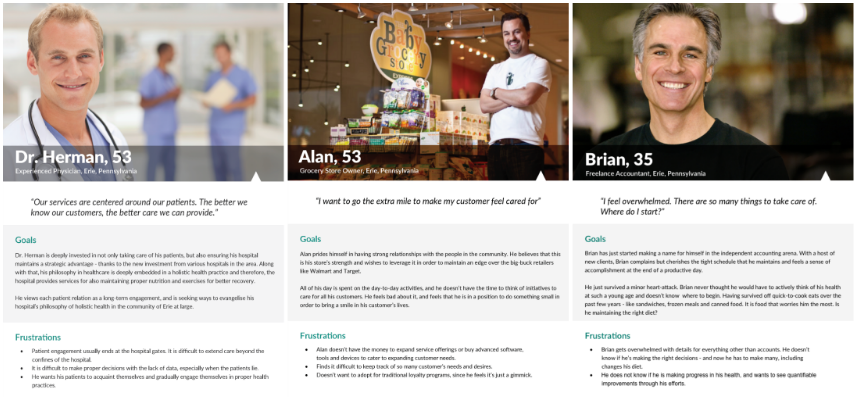 Dr. Herman, 53
Experienced Physician, Erie, Pennsylvania
"Our services are centered around our patients. The better we
know our customers, the better care we can provide."
Goals
Dr. Herman is deeply invested in not only taking care of his patients, but also ensuring his hospital
maintains a strategic advantage - thanks to the new investment from various hospitals in the area. Along
with that, his philosophy in healthcare is deeply embedded in a holistic health practice and therefore, the
hospital provides services for also maintaining proper nutrition and exercises for better recovery.
He views each patient relation as a long-term engagement, and is seeking ways to evangelise his
hospital's philosophy of holistic health in the community of Erie at large.
Frustrations
• Patient engagement usually ends at the hospital gates. It is difficult to extend care beyond the
confines of the hospital.
• It is difficult to make proper decisions with the lack of data, especially when the patients lie.
• He wants his patients to acquaint themselves and gradually engage themselves in proper health
practices.
Baby
Grocery
STORE
Alan, 53
Grocery Store Owner, Erie, Pennsylvania
"I want to go the extra mile to make my customer feel cared for"
Goals
Alan prides himself in having strong relationships with the people in the community. He believes that this
is his store's strength and wishes to leverage it in order to maintain an edge over the big-buck retailers
like Walmart and Target.
All of his day is spent on the day-to-day activities, and he doesn't have the time to think of initiatives to
care for all his customers. He feels bad about it, and feels that he is in a position to do something small in
order to bring a smile in his customer's lives.
Frustrations
• Alan doesn't have the money to expand service offerings or buy advanced software,
tools and devices to cater to expanding customer needs.
• Finds it difficult to keep track of so many customer's needs and desires.
• Doesn't want to adopt for traditional loyalty programs, since he feels it's just a gimmick.
Brian, 35
Freelance Accountant, Erie, Pennsylvania
"I feel overwhelmed. There are so many things to take care of.
Where do I start?"
Goals
Brian has just started making a name for himself in the independent accounting arena. With a host of
new clients, Brian complains but cherishes the tight schedule that he maintains and feels a sense of
accomplishment at the end of a productive day.
He just survived a minor heart-attack. Brian never thought he would have to actively think of his health
at such a young age and doesn't know where to begin. Having survived off quick-to-cook eats over the
past few years - like sandwiches, frozen meals and canned food. It is food that worries him the most. Is
he maintaining the right diet?
Frustrations
• Brian gets overwhelmed with details for everything other than accounts. He doesn't
know if he's making the right decisions - and now he has to make many, including
changes his diet.
• He does not know if he is making progress in his health, and wants to see quantifiable
improvements through his efforts.